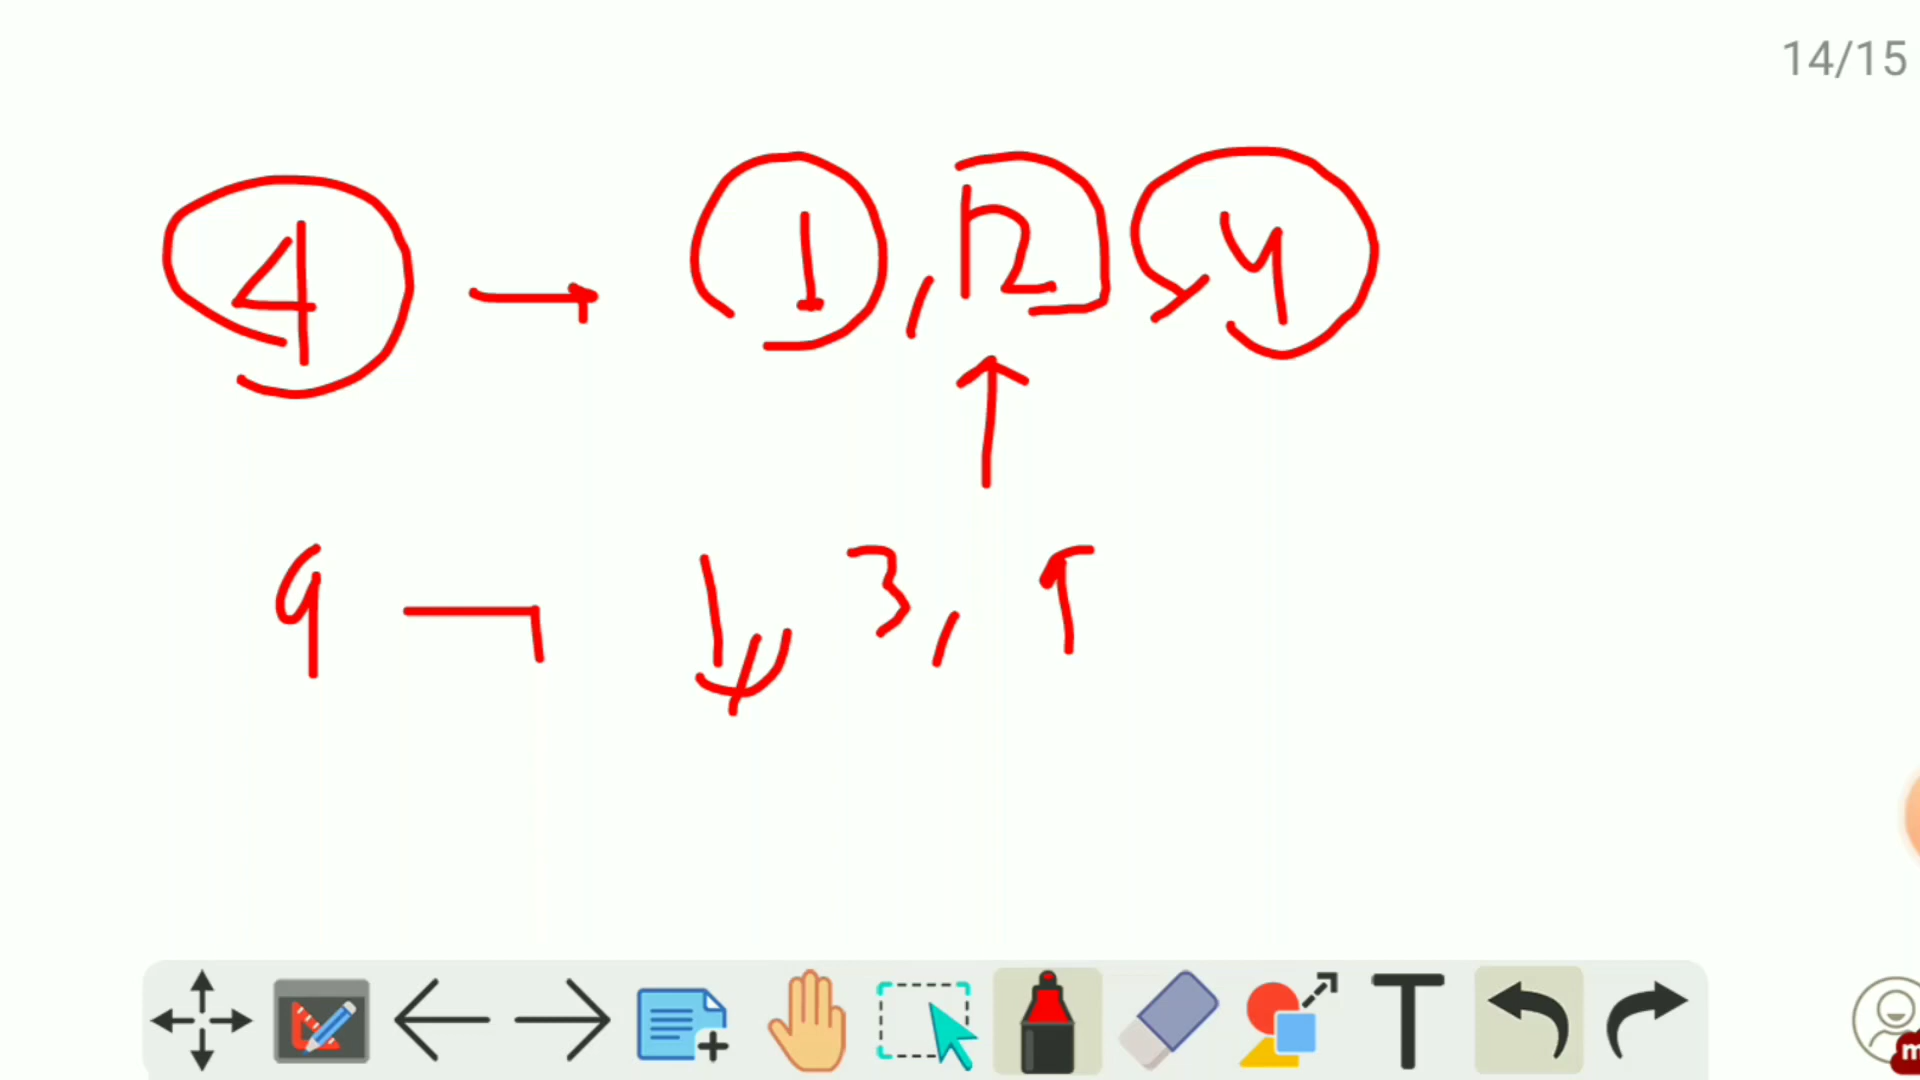 14/15
4 → 1, 2, 4
9 → 1, 3, 9
T
m